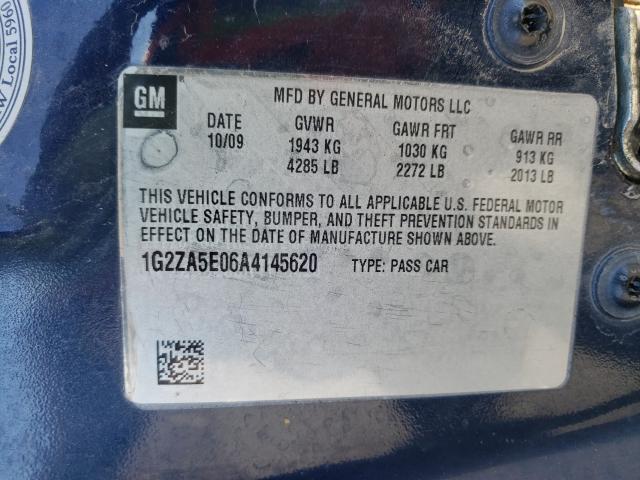 W Local 5960
GM
MFD BY GENERAL MOTORS LLC
DATE GVWR GAWR FRT GAWR RR
10/09 1943 KG 1030 KG 913 KG
4285 LB 2272 LB 2013 LB
THIS VEHICLE CONFORMS TO ALL APPLICABLE U.S. FEDERAL MOTOR
VEHICLE SAFETY, BUMPER, AND THEFT PREVENTION STANDARDS IN
EFFECT ON THE DATE OF MANUFACTURE SHOWN ABOVE.
1G2ZA5E06A4145620 TYPE: PASS CAR